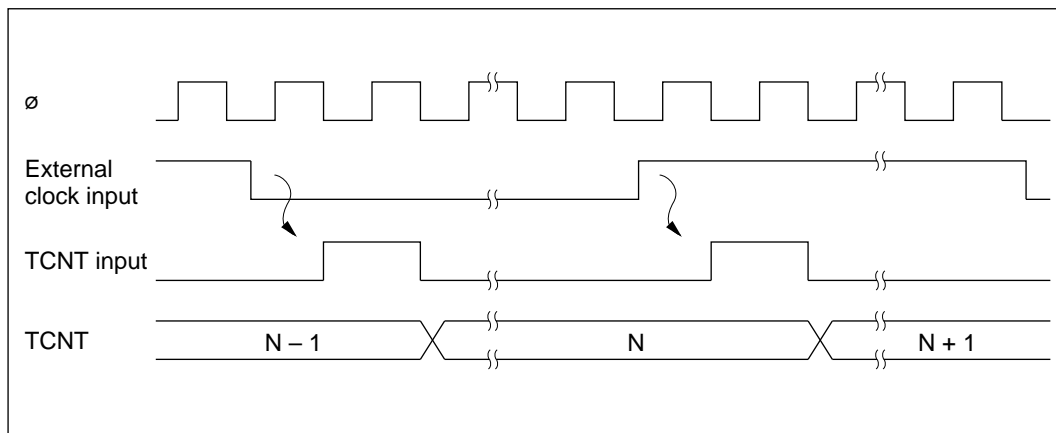 ø
External
clock input
TCNT input
TCNT
N – 1
N
N + 1